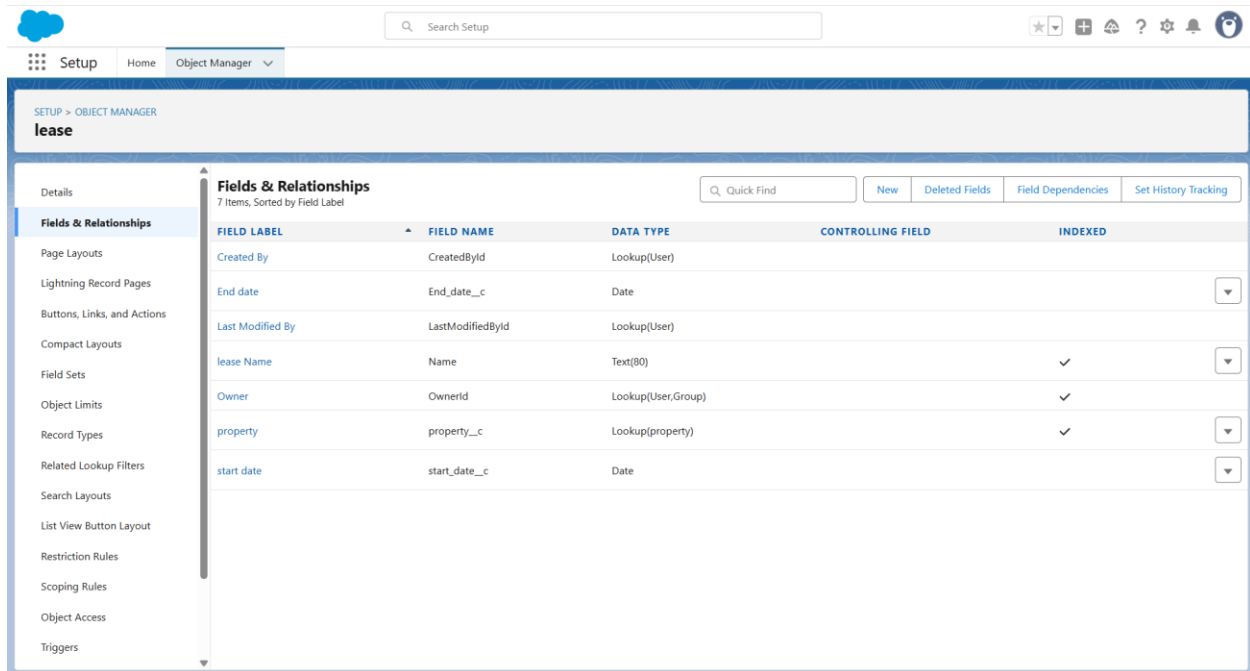 Search Setup
Setup Home Object Manager
SETUP > OBJECT MANAGER
lease
Details
Fields & Relationships
Page Layouts
Lightning Record Pages
Buttons, Links, and Actions
Compact Layouts
Field Sets
Object Limits
Record Types
Related Lookup Filters
Search Layouts
List View Button Layout
Restriction Rules
Scoping Rules
Object Access
Triggers
Fields & Relationships
7 Items, Sorted by Field Label
Quick Find New Deleted Fields Field Dependencies Set History Tracking
FIELD LABEL FIELD NAME DATA TYPE CONTROLLING FIELD INDEXED
Created By CreatedById Lookup(User)
End date End_date__c Date
Last Modified By LastModifiedById Lookup(User)
lease Name Name Text(80)
Owner OwnerId Lookup(User,Group)
property property__c Lookup(property)
start date start_date__c Date